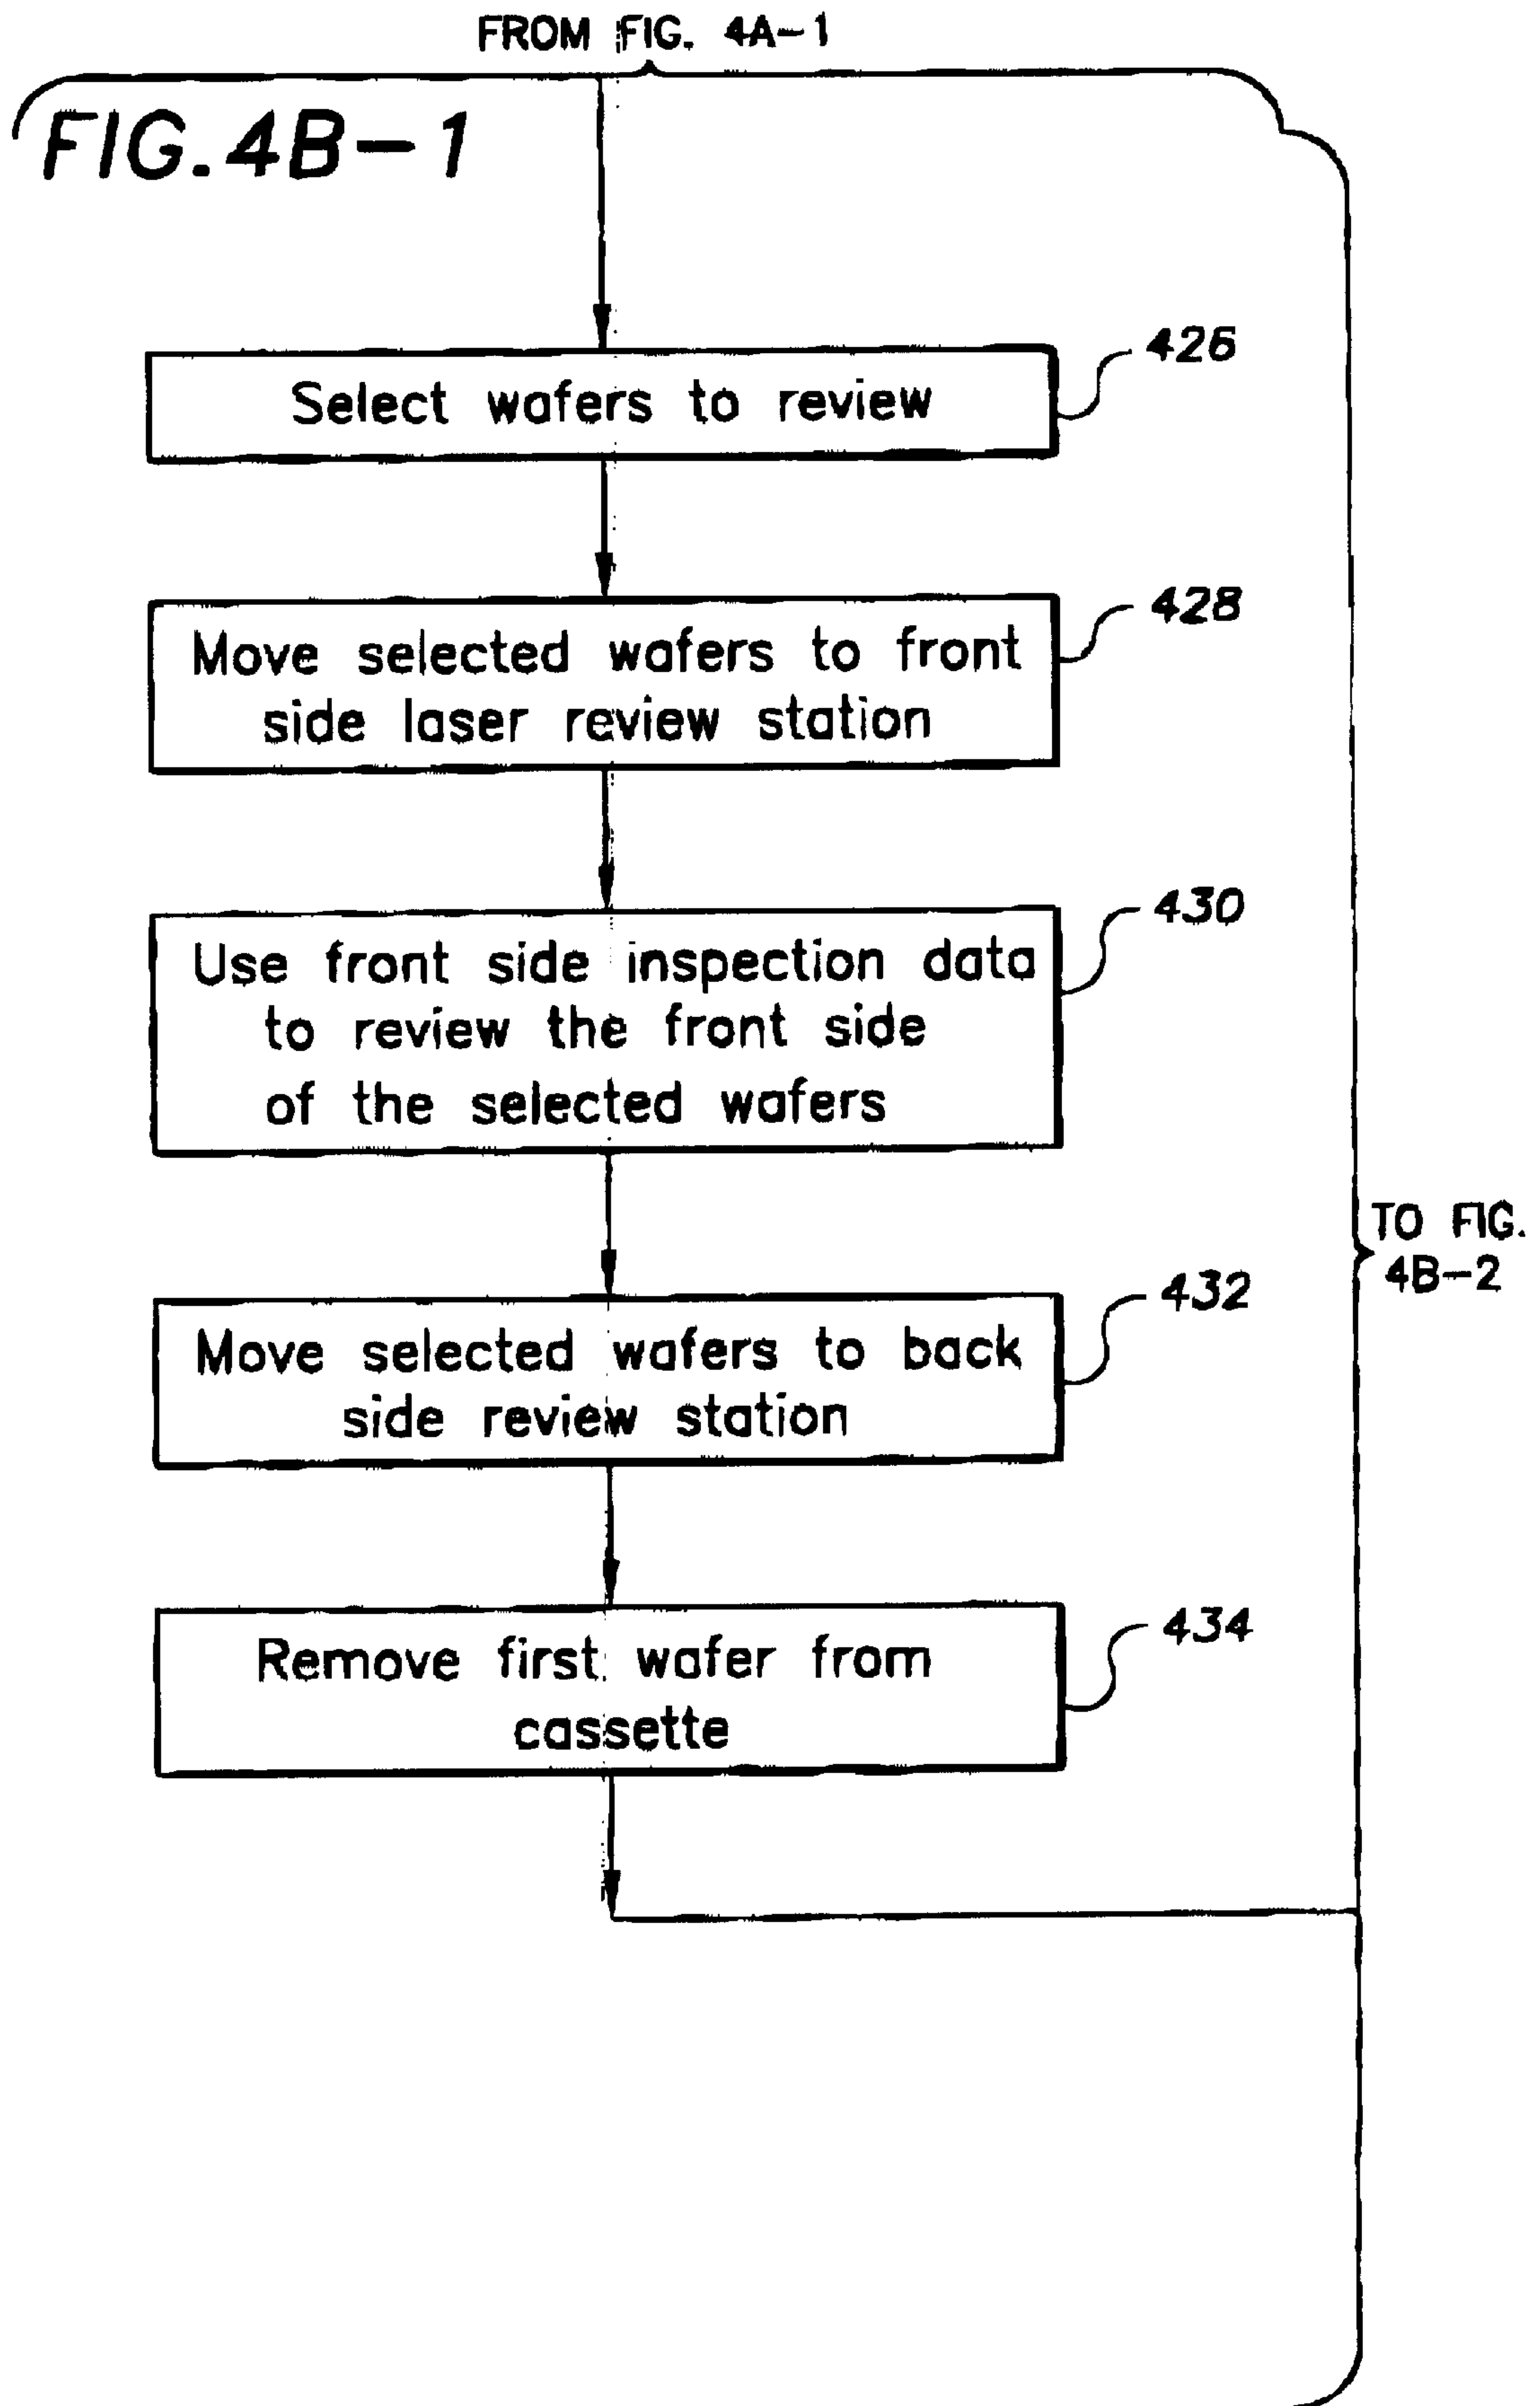 FROM FIG. 4A-1
FIG. 4B-1
426
Select wafers to review
428
Move selected wafers to front
side laser review station
430
Use front side inspection data
to review the front side
of the selected wafers
TO FIG.
4B-2
432
Move selected wafers to back
side review station
434
Remove first wafer from
cassette